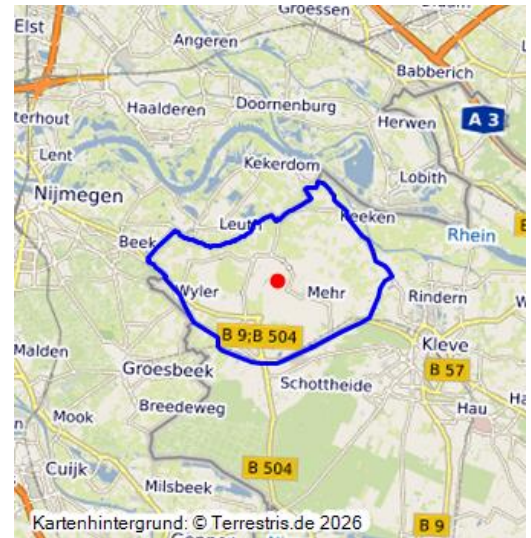 Groessen
Elst
Angeren
Babberich
Doornenburg
Haalderen
terhout
Herwen
A 3
Lent
Kekerdom
Lobith
Nijmegen
Leuth
Keeken
Rhein
Beek
Wyler
Mehr
Rindern
B 9;B 504
Kleve
Malden
Groesbeek
B 57
Schottheide
Breedeweg
Hau
Mook
Cuijk
B 504
Milsbeek
B 9
Kartenhintergrund: © Terrestris.de 2026